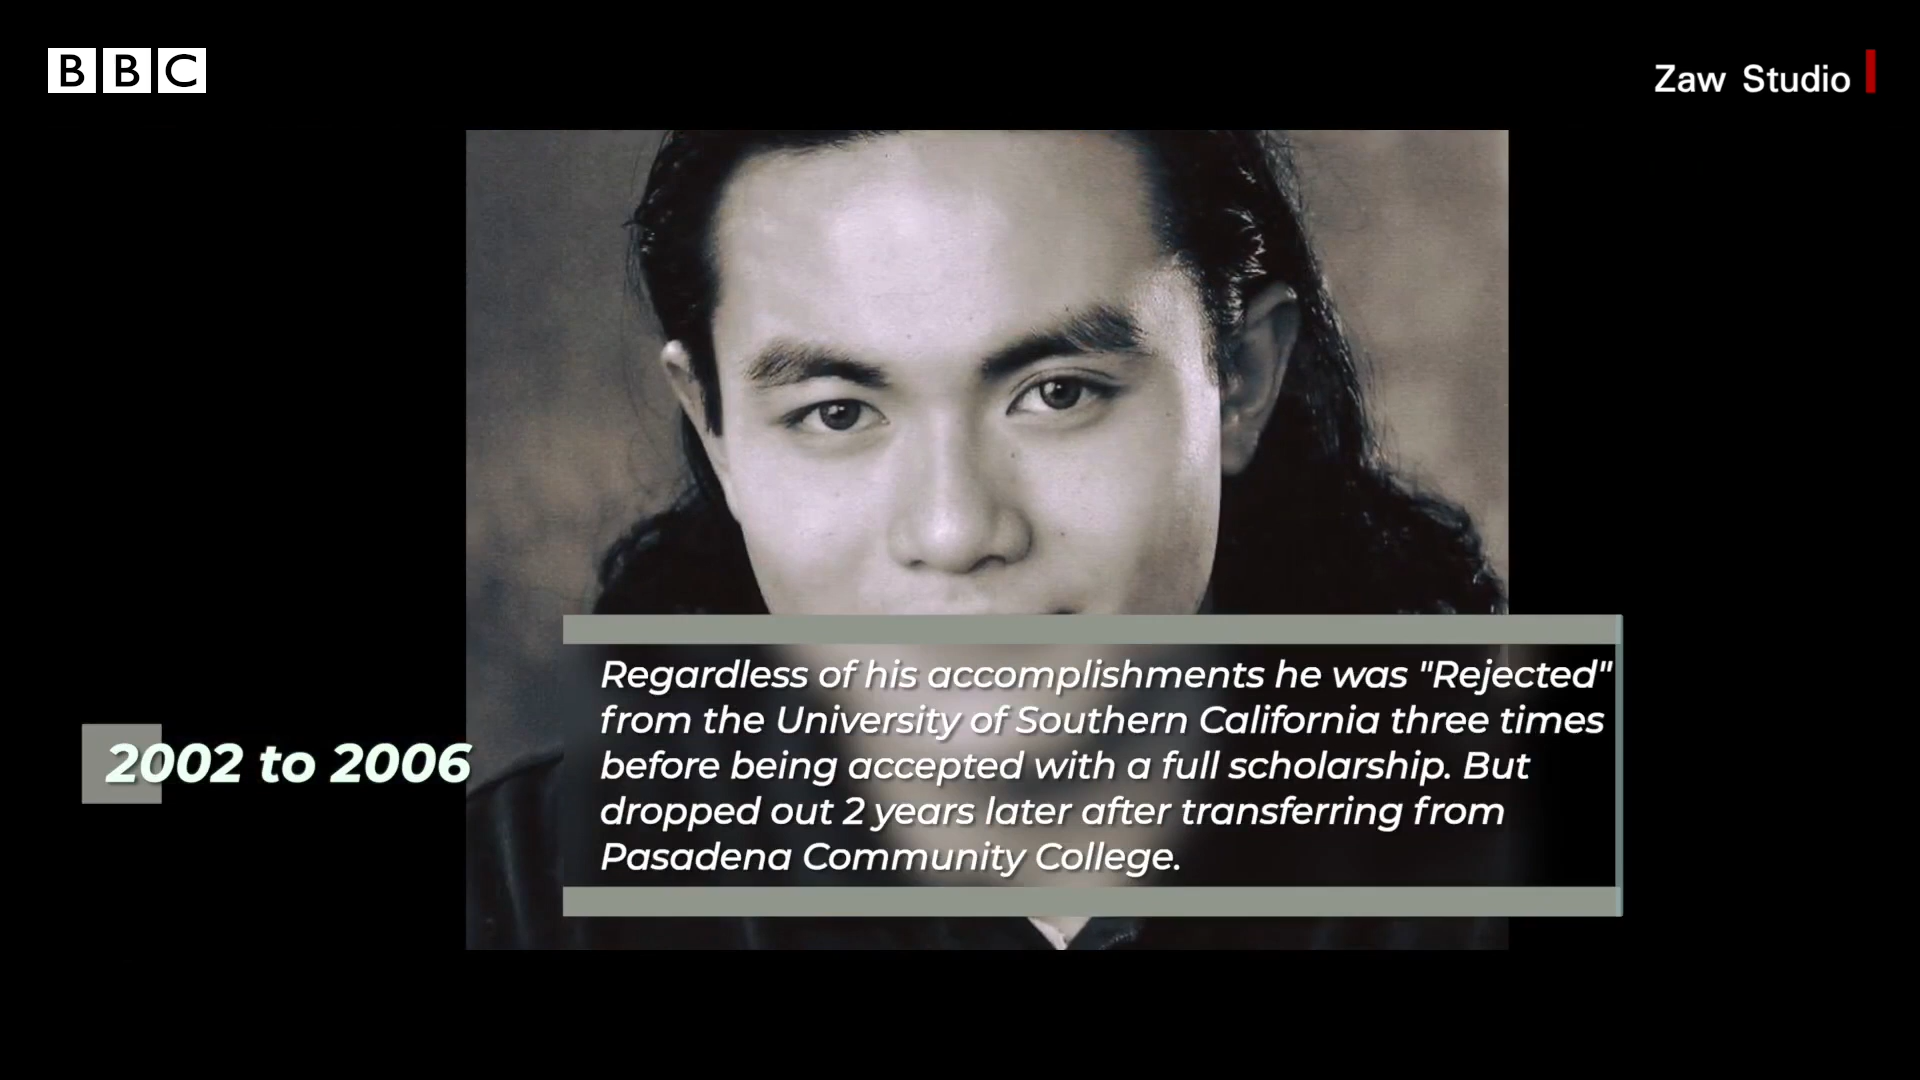 BBC
Zaw Studio
Regardless of his accomplishments he was "Rejected"
from the University of Southern California three times
before being accepted with a full scholarship. But
dropped out 2 years later after transferring from
Pasadena Community College.
2002 to 2006